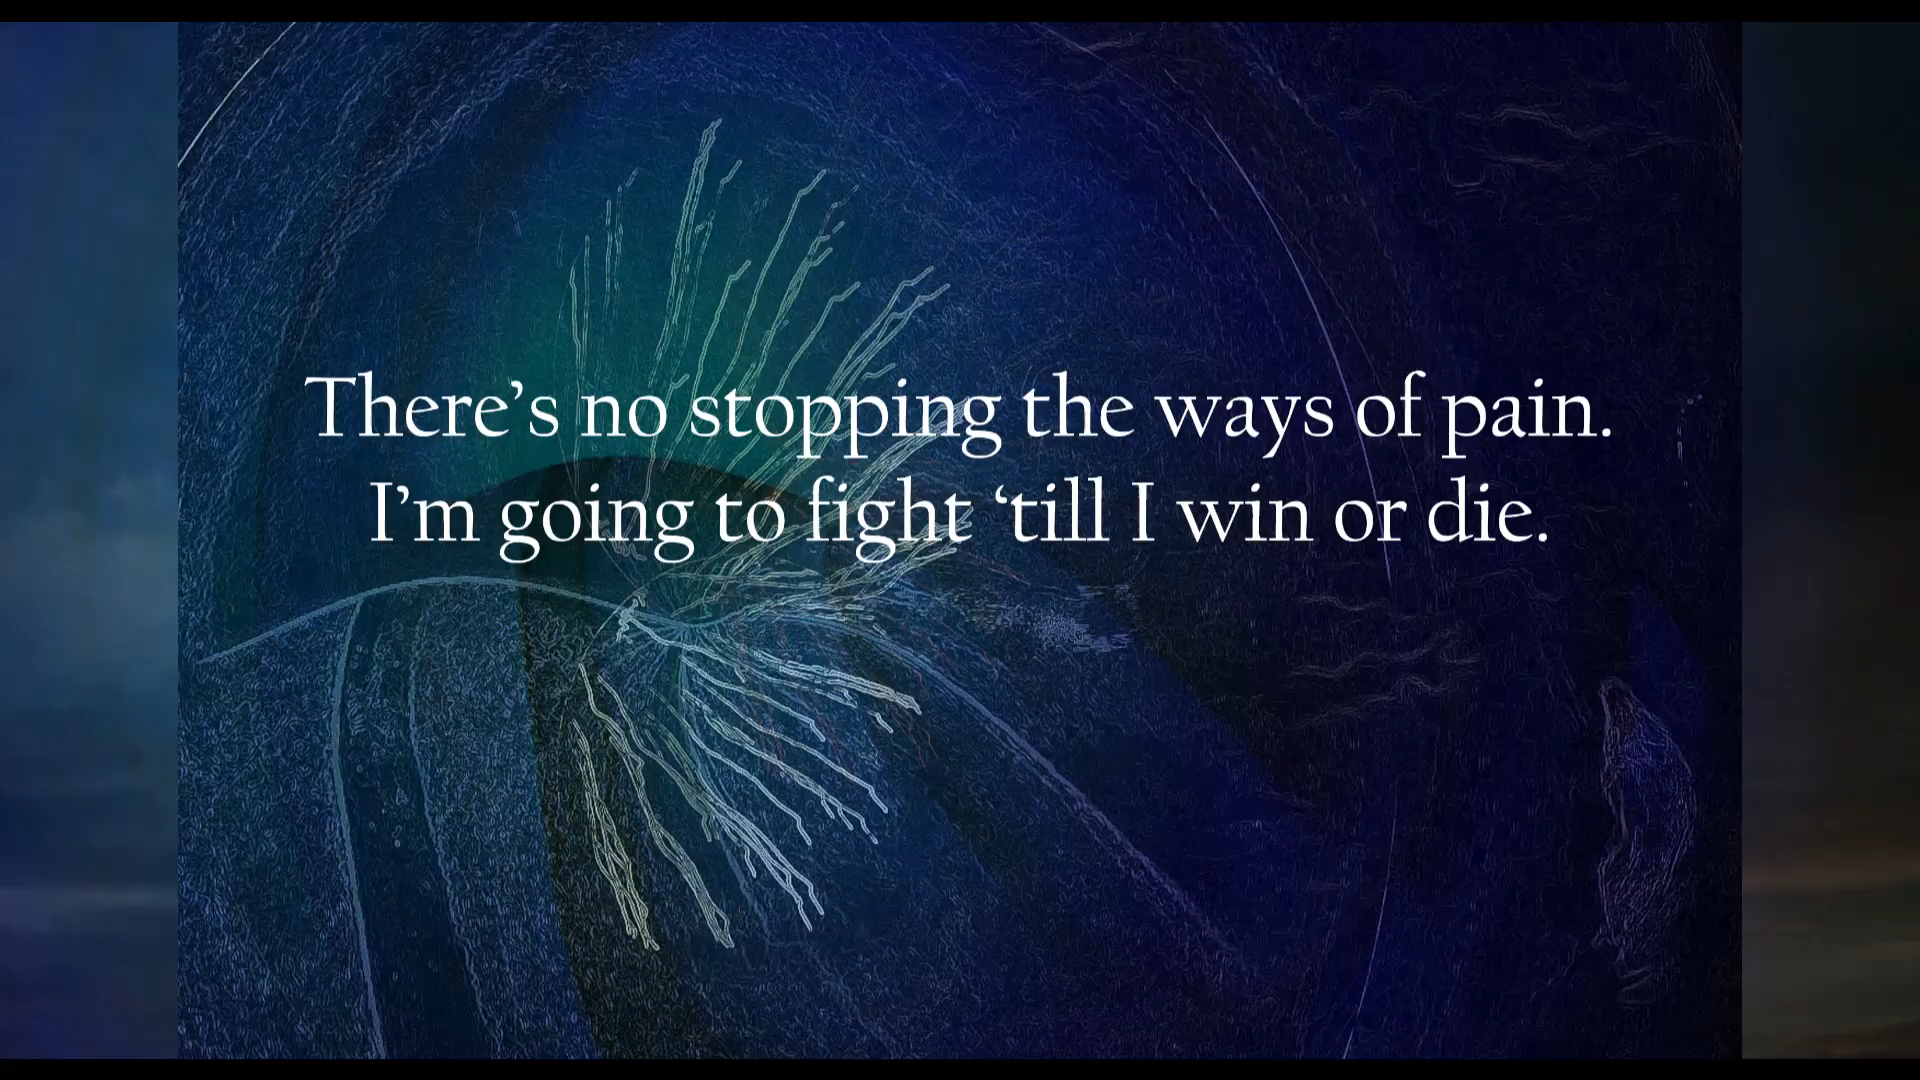 There’s no stopping the ways of pain.
I’m going to fight ‘till I win or die.